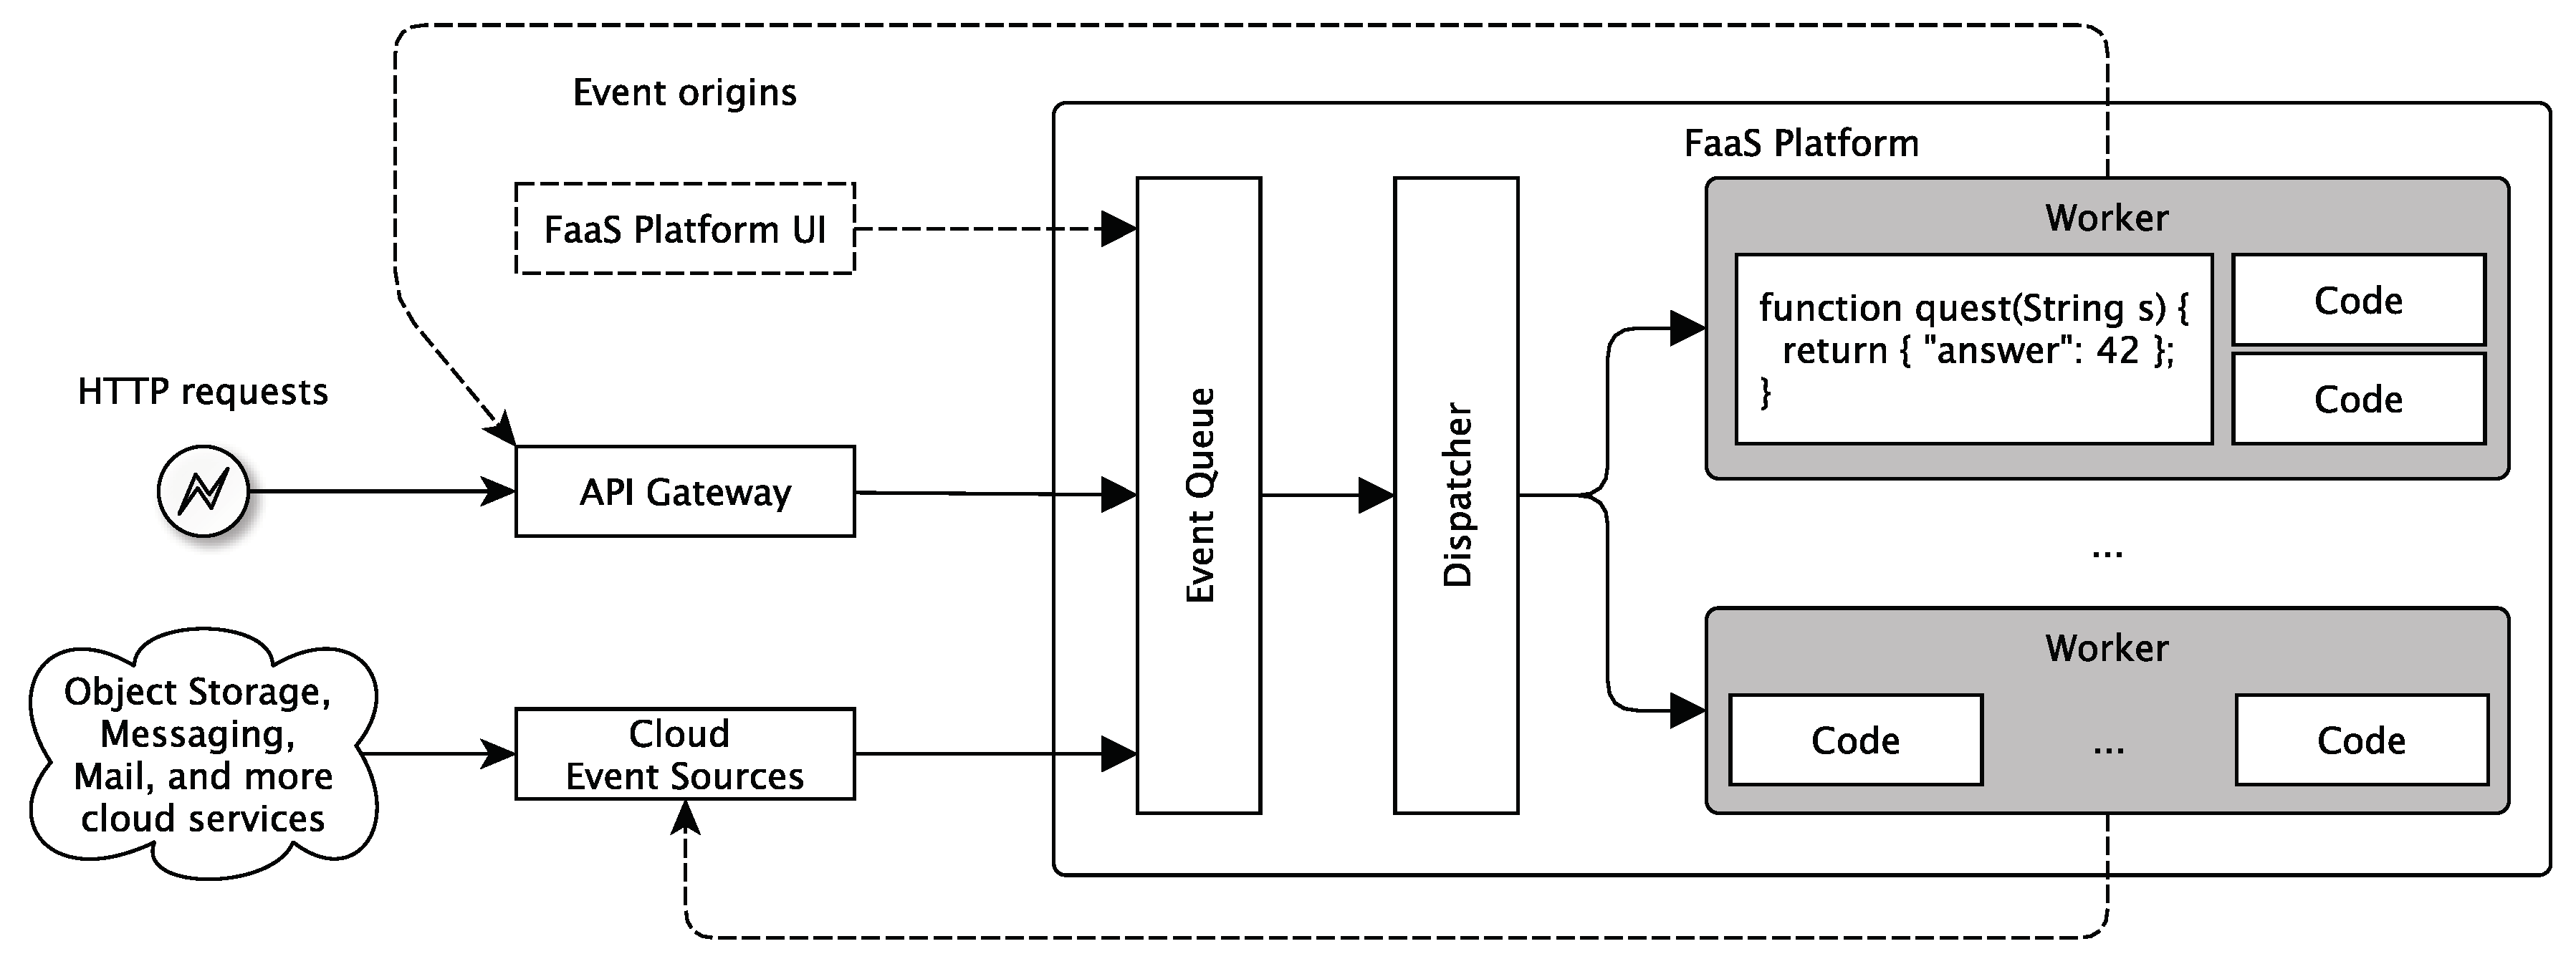 Event origins
FaaS Platform
FaaS Platform UI
HTTP requests
API Gateway
Object Storage,
Messaging,
Mail, and more
cloud services
Cloud
Event Sources
Event Queue
Dispatcher
Worker
function quest(String s) {
return { "answer": 42 };
}
Code
Code
...
Worker
Code
...
Code